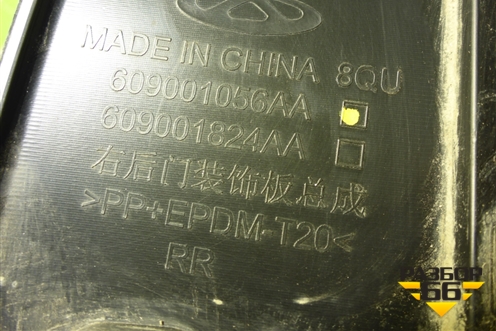 MADE IN CHINA 8QU
609001056AA
609001824AA
右后门装饰板总成
>PP+EPDM-T20<
RR
РАЗБОР
66